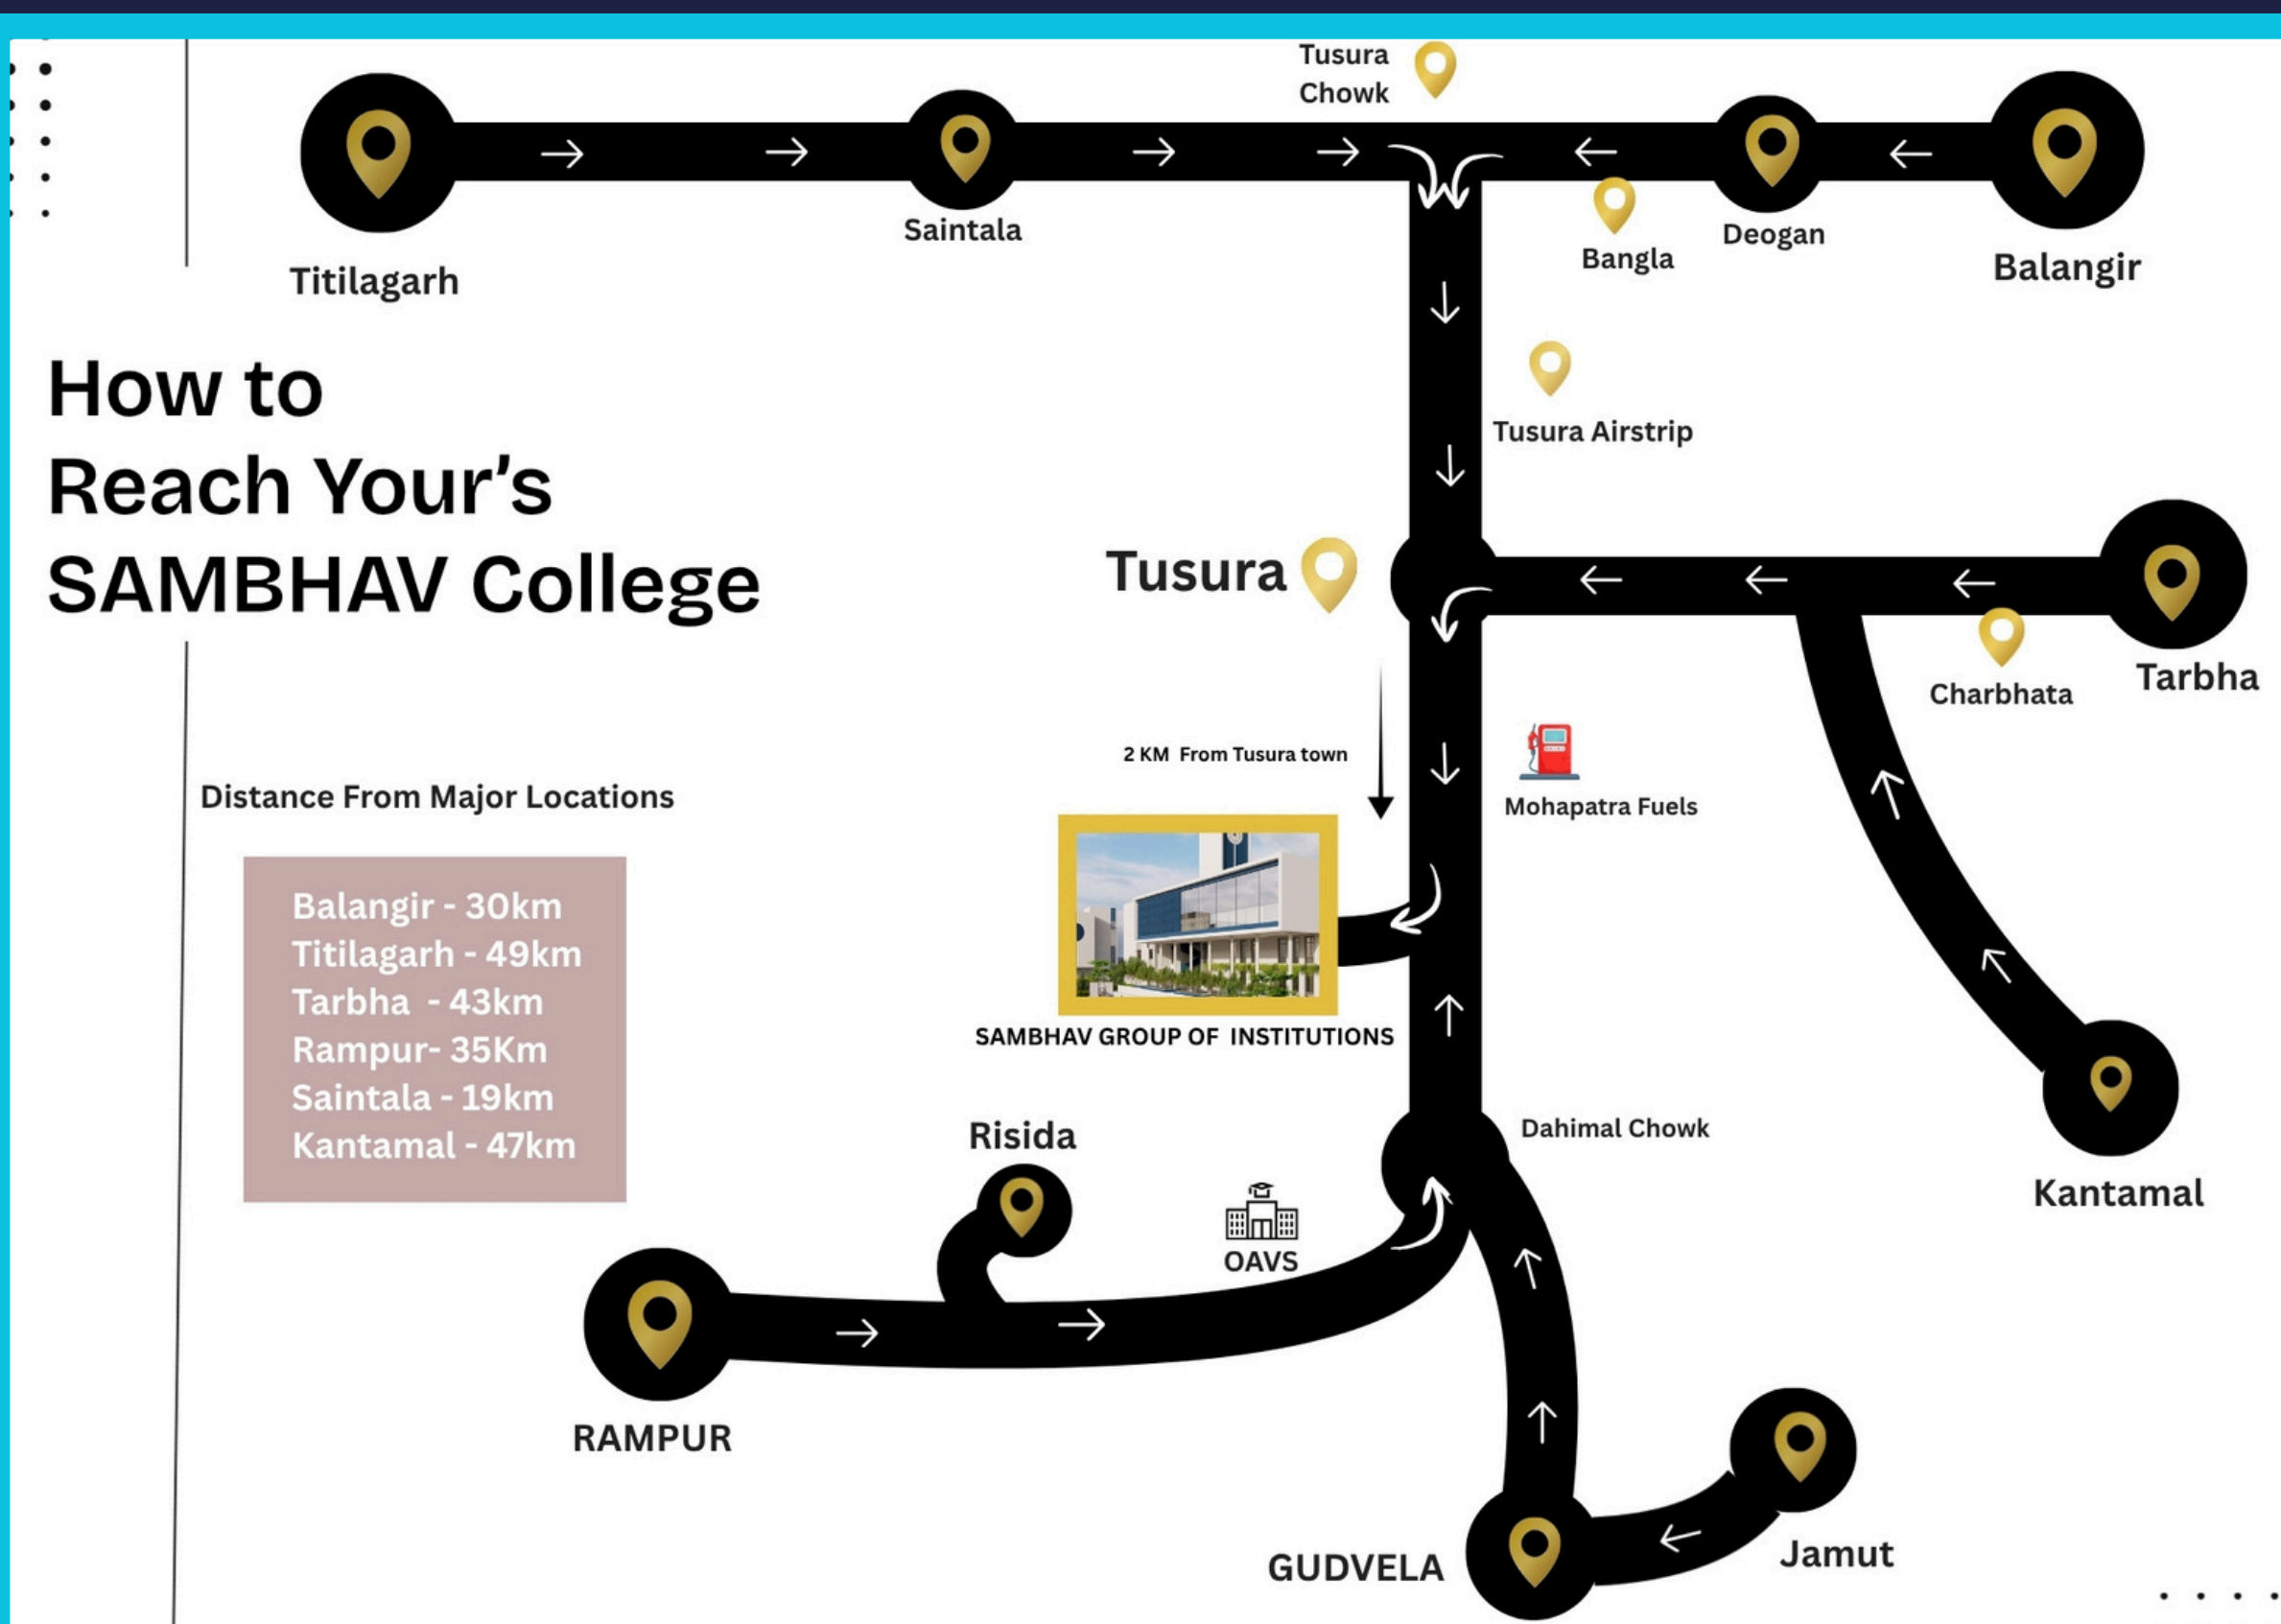 Tusura
Chowk
Saintala
Bangla
Deogan
Titilagarh
Balangir
How to
Reach Your’s
SAMBHAV College
Tusura Airstrip
Tusura
Charbhata
Tarbha
2 KM From Tusura town
Mohapatra Fuels
Distance From Major Locations
Balangir - 30km
Titilagarh - 49km
Tarbha - 43km
Rampur- 35Km
Saintala - 19km
Kantamal - 47km
SAMBHAV GROUP OF INSTITUTIONS
Risida
Dahimal Chowk
Kantamal
OAVS
RAMPUR
GUDVELA
Jamut